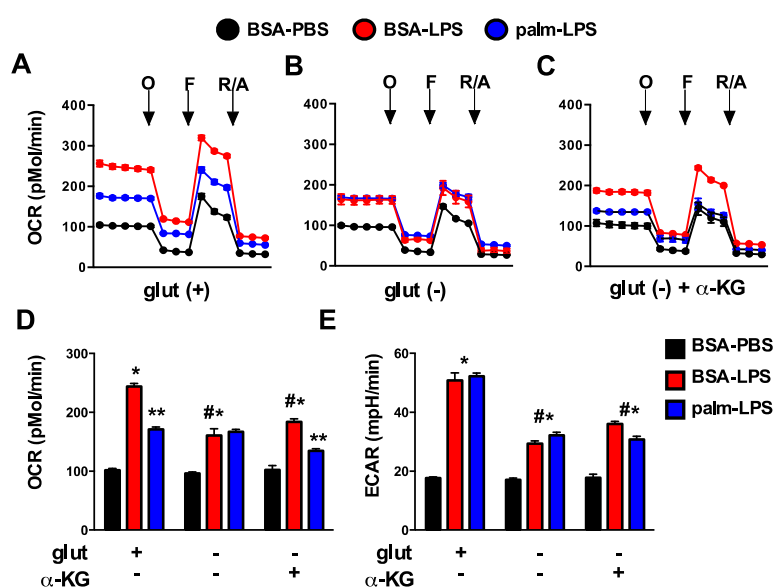 BSA-PBS BSA-LPS palm-LPS
A B C
O F R/A O F R/A O F R/A
400 400 400
300 300 300
200 200 200
100 100 100
0 0 0
OCR (pMol/min)
glut (+) glut (-) glut (-) + α-KG
D E
300 60
200 40
100 20
0 0
OCR (pMol/min) ECAR (mpH/min)
* ** #* #* **
* #* #*
BSA-PBS
BSA-LPS
palm-LPS
glut + - - glut + - -
α-KG - - + α-KG - - +